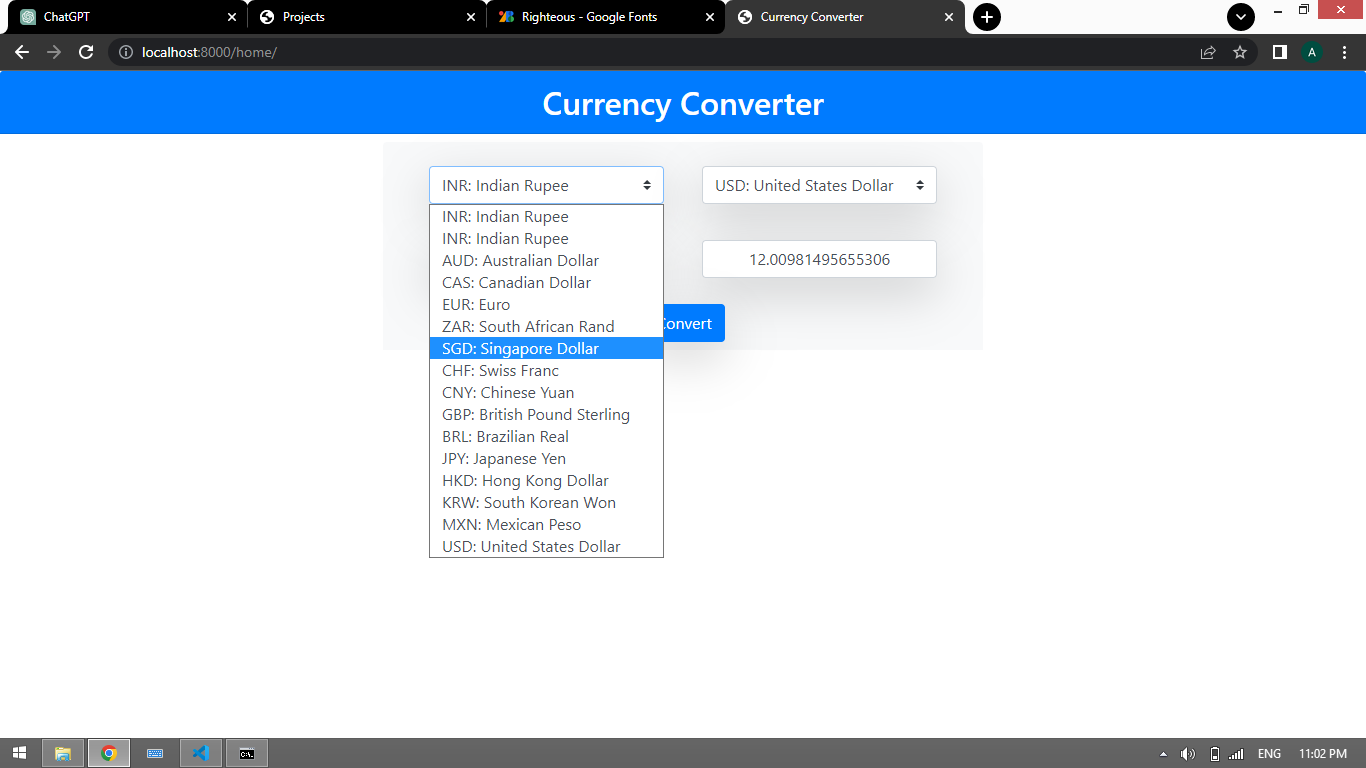 ChatGPT
Projects
Righteous - Google Fonts
Currency Converter
localhost:8000/home/
A
Currency Converter
INR: Indian Rupee
USD: United States Dollar
INR: Indian Rupee
INR: Indian Rupee
AUD: Australian Dollar
12.00981495655306
CAS: Canadian Dollar
EUR: Euro
ZAR: South African Rand
Convert
SGD: Singapore Dollar
CHF: Swiss Franc
CNY: Chinese Yuan
GBP: British Pound Sterling
BRL: Brazilian Real
JPY: Japanese Yen
HKD: Hong Kong Dollar
KRW: South Korean Won
MXN: Mexican Peso
USD: United States Dollar
C:\.
ENG
11:02 PM